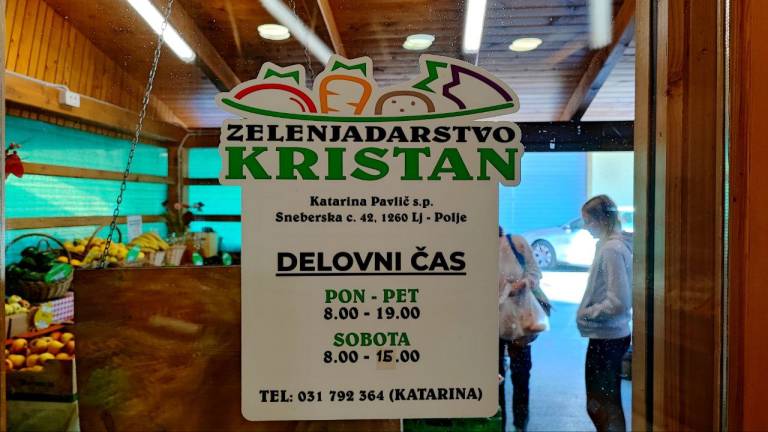 ZELENJADARSTVO
KRISTAN
Katarina Pavlič s.p.
Sneberska c. 42, 1260 Lj - Polje
DELOVNI ČAS
PON - PET
8.00 - 19.00
SOBOTA
8.00 - 15.00
TEL: 031 792 364 (KATARINA)